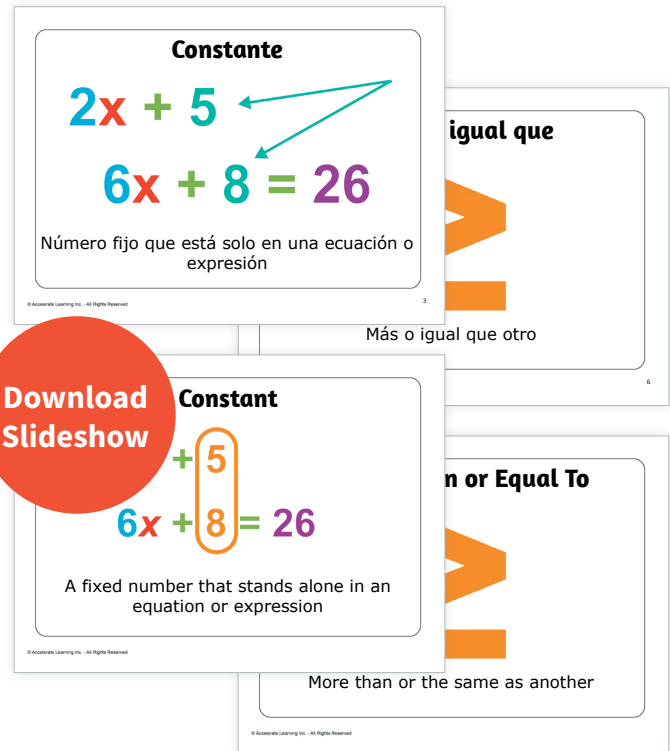 Constante
2x + 5
6x + 8 = 26
Número fijo que está solo en una ecuación o
expresión
© Accelerate Learning Inc. - All Rights Reserved
3
igual que
Más o igual que otro
6
Download
Slideshow
Constant
+ 5
6x + 8 = 26
A fixed number that stands alone in an
equation or expression
© Accelerate Learning Inc. - All Rights Reserved
n or Equal To
More than or the same as another
© Accelerate Learning Inc. - All Rights Reserved